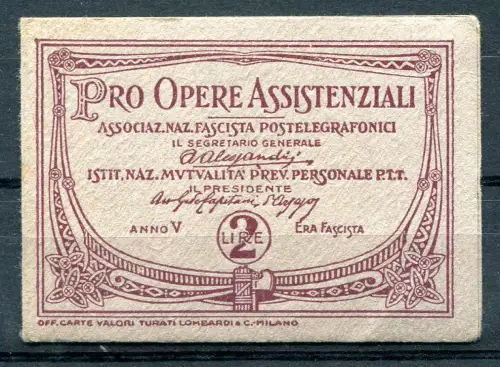 PRO OPERE ASSISTENZIALI
ASSOCIAZ. NAZ. FASCISTA POSTELEGRAFONICI
IL SEGRETARIO GENERALE
ISTIT. NAZ. MVTVALITA' PREV. PERSONALE P.T.T.
IL PRESIDENTE
ANNO V 2 LIRE ERA FASCISTA
OFF. CARTE VALORI TURATI LOMBARDI & C. - MILANO